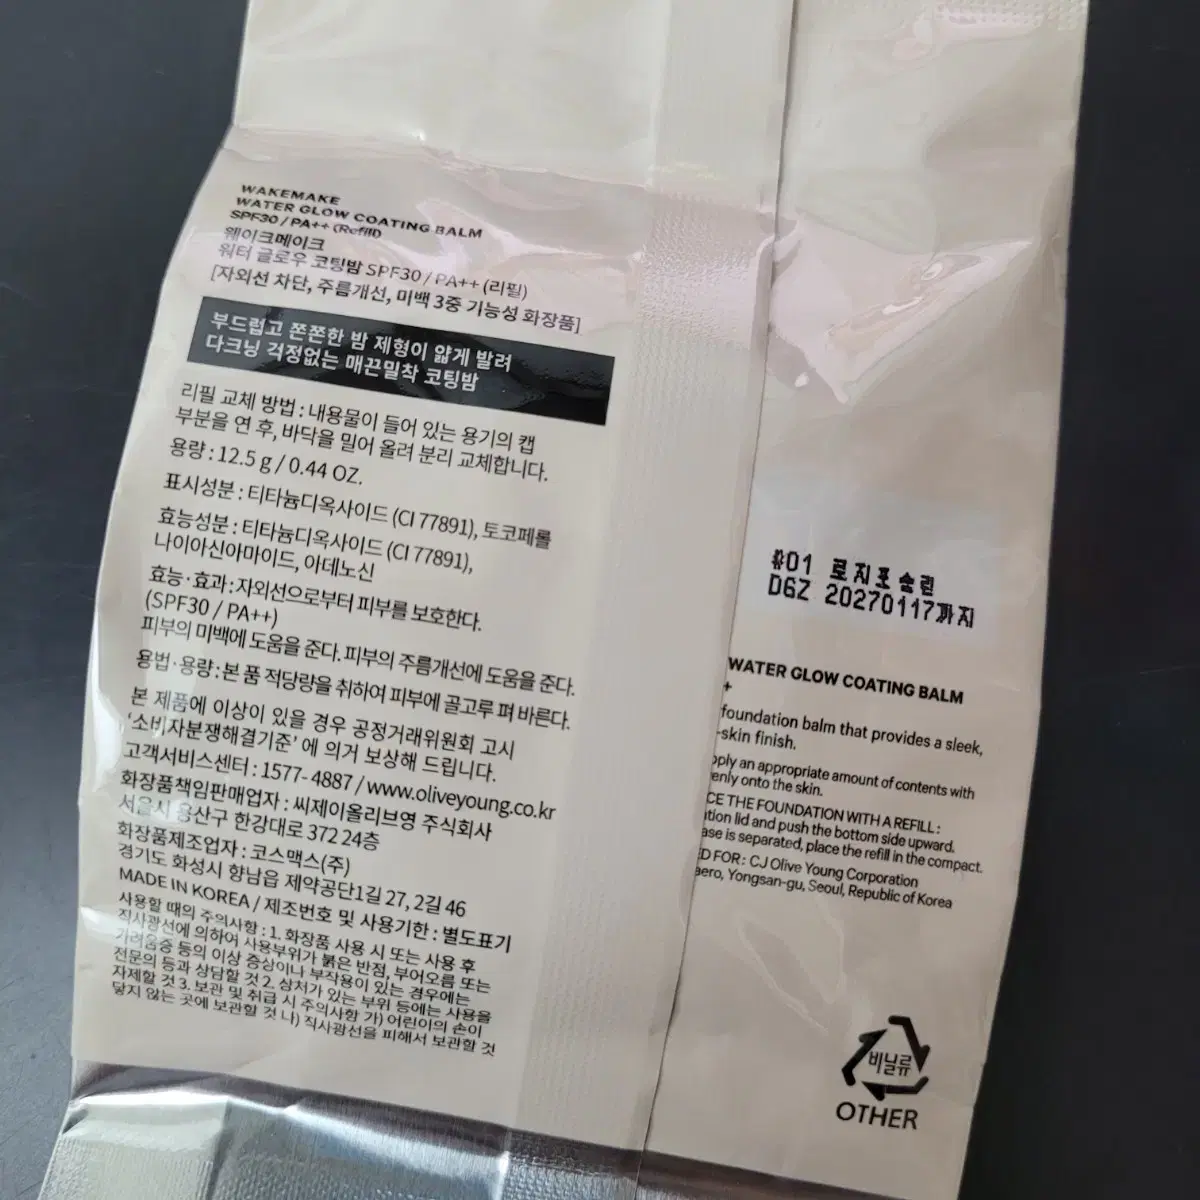 WAKEMAKE
WATER GLOW COATING BALM
SPF30 / PA++ (Refill)
웨이크메이크
워터 글로우 코팅밤 SPF30 / PA++ (리필)
[자외선 차단, 주름개선, 미백 3중 기능성 화장품]
부드럽고 쫀쫀한 밤 제형이 얇게 발려
다크닝 걱정없는 매끈밀착 코팅밤
리필 교체 방법 : 내용물이 들어 있는 용기의 캡
부분을 연 후, 바닥을 밀어 올려 분리 교체합니다.
용량 : 12.5 g / 0.44 OZ.
표시성분 : 티타늄디옥사이드 (CI 77891), 토코페롤
효능성분 : 티타늄디옥사이드 (CI 77891),
나이아신아마이드, 아데노신
효능·효과 : 자외선으로부터 피부를 보호한다.
(SPF30 / PA++)
피부의 미백에 도움을 준다. 피부의 주름개선에 도움을 준다.
용법·용량 : 본 품 적당량을 취하여 피부에 골고루 펴 바른다.
본 제품에 이상이 있을 경우 공정거래위원회 고시
‘소비자분쟁해결기준’ 에 의거 보상해 드립니다.
고객서비스센터 : 1577- 4887 / www.oliveyoung.co.kr
화장품책임판매업자 : 씨제이올리브영 주식회사
서울시 용산구 한강대로 372 24층
화장품제조업자 : 코스맥스(주)
경기도 화성시 향남읍 제약공단1길 27, 2길 46
MADE IN KOREA / 제조번호 및 사용기한 : 별도표기
사용할 때의 주의사항 : 1. 화장품 사용 시 또는 사용 후
직사광선에 의하여 사용부위가 붉은 반점, 부어오름 또는
가려움증 등의 이상 증상이나 부작용이 있는 경우에는
전문의 등과 상담할 것 2. 상처가 있는 부위 등에는 사용을
자제할 것 3. 보관 및 취급 시 주의사항 가) 어린이의 손이
닿지 않는 곳에 보관할 것 나) 직사광선을 피해서 보관할 것
#01 로지포슬린
D6Z 20270117까지
WATER GLOW COATING BALM
+
foundation balm that provides a sleek,
-skin finish.
pply an appropriate amount of contents with
enly onto the skin.
CE THE FOUNDATION WITH A REFILL :
tion lid and push the bottom side upward.
ase is separated, place the refill in the compact.
ED FOR : CJ Olive Young Corporation
aero, Yongsan-gu, Seoul, Republic of Korea
비닐류
OTHER